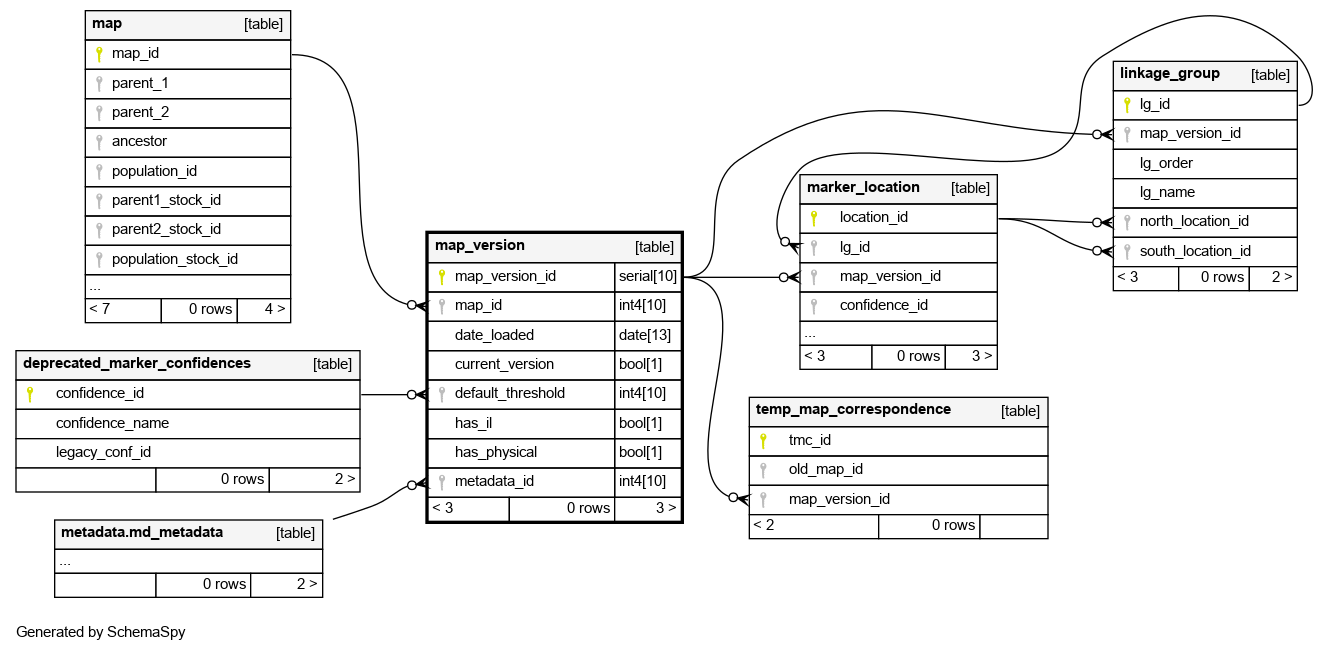 map [table]
map_id
parent_1
parent_2
ancestor
population_id
parent1_stock_id
parent2_stock_id
population_stock_id
...
< 7 0 rows 4 >
deprecated_marker_confidences [table]
confidence_id
confidence_name
legacy_conf_id
0 rows 2 >
metadata.md_metadata [table]
...
0 rows 2 >
map_version [table]
map_version_id serial[10]
map_id int4[10]
date_loaded date[13]
current_version bool[1]
default_threshold int4[10]
has_il bool[1]
has_physical bool[1]
metadata_id int4[10]
< 3 0 rows 3 >
marker_location [table]
location_id
lg_id
map_version_id
confidence_id
...
< 3 0 rows 3 >
temp_map_correspondence [table]
tmc_id
old_map_id
map_version_id
< 2 0 rows
linkage_group [table]
lg_id
map_version_id
lg_order
lg_name
north_location_id
south_location_id
< 3 0 rows 2 >
Generated by SchemaSpy